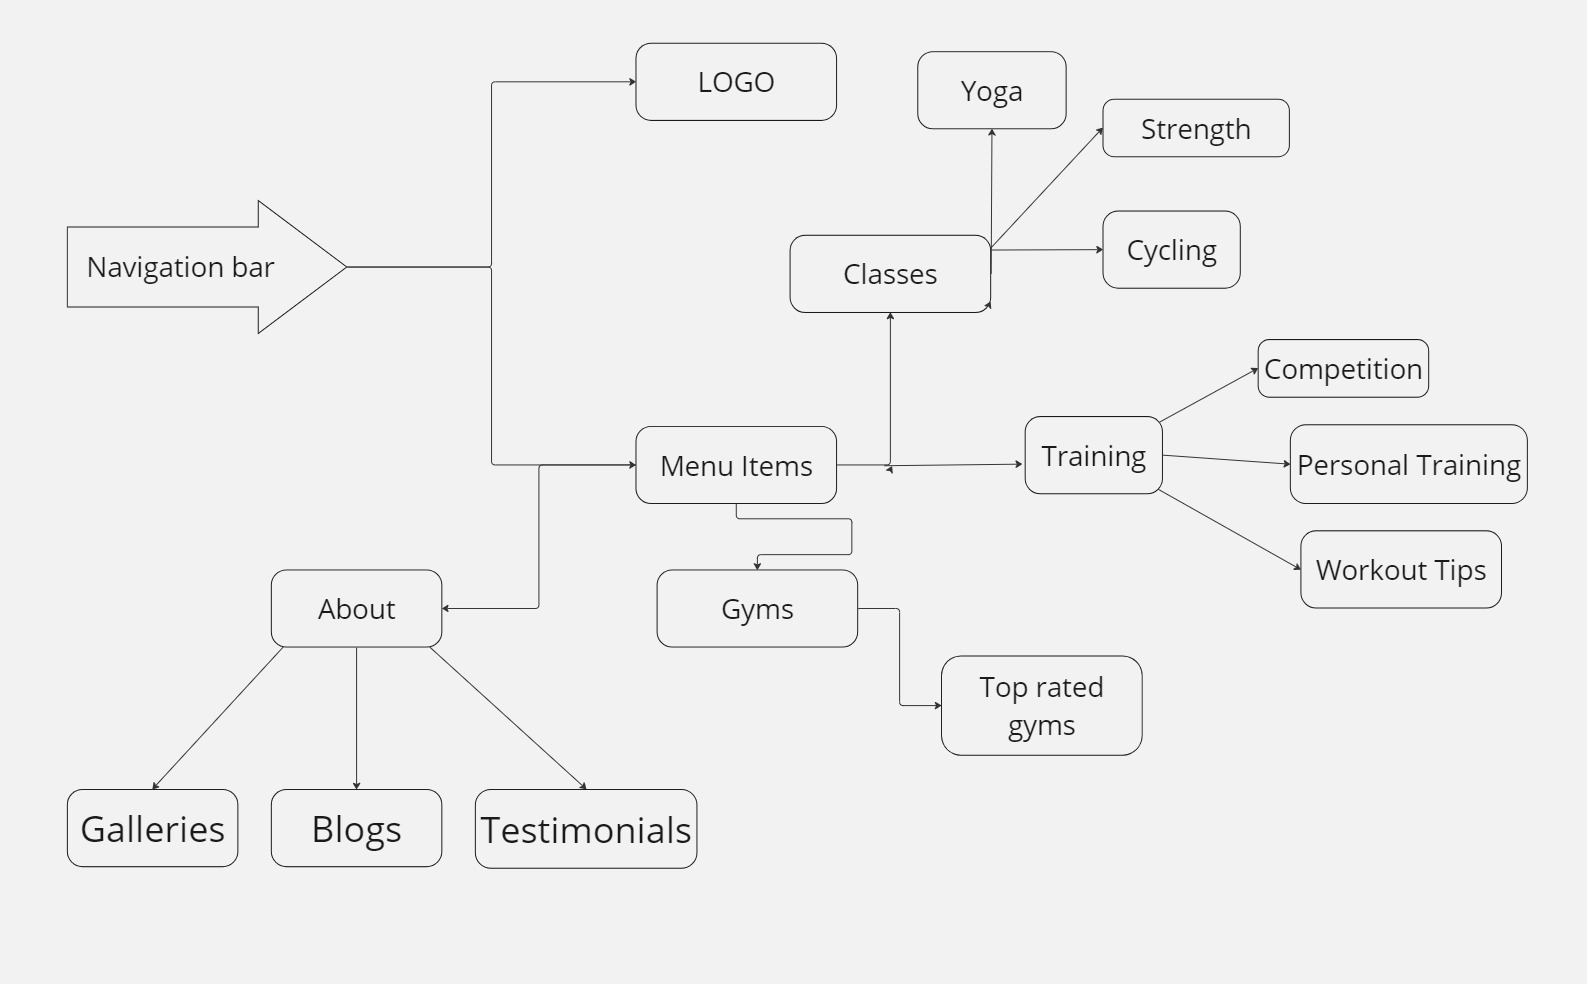 LOGO
Yoga
Strength
Navigation bar
Classes
Cycling
Competition
Menu Items
Training
Personal Training
Workout Tips
About
Gyms
Top rated
gyms
Galleries
Blogs
Testimonials